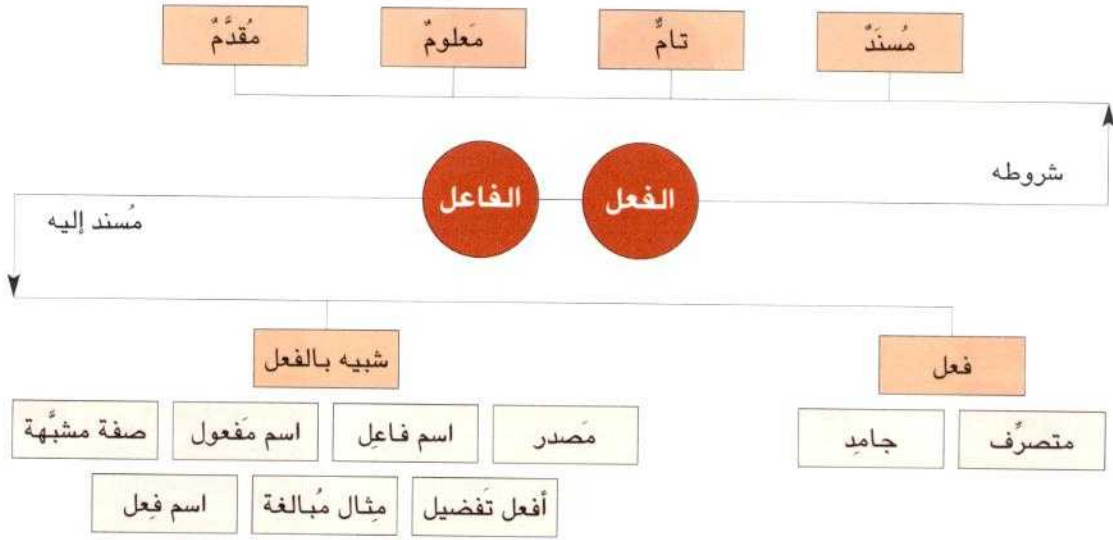 مُسنَدٌ تامٌّ مَعلومٌ مُقدَّمٌ
شروطه
الفعل الفاعل
مُسند إليه
فعل شبيه بالفعل
متصرِّف جامِد مَصدر اسم فاعِل اسم مَفعول صفة مشبَّهة
أفعل تَفضيل مِثال مُبالغة اسم فِعل